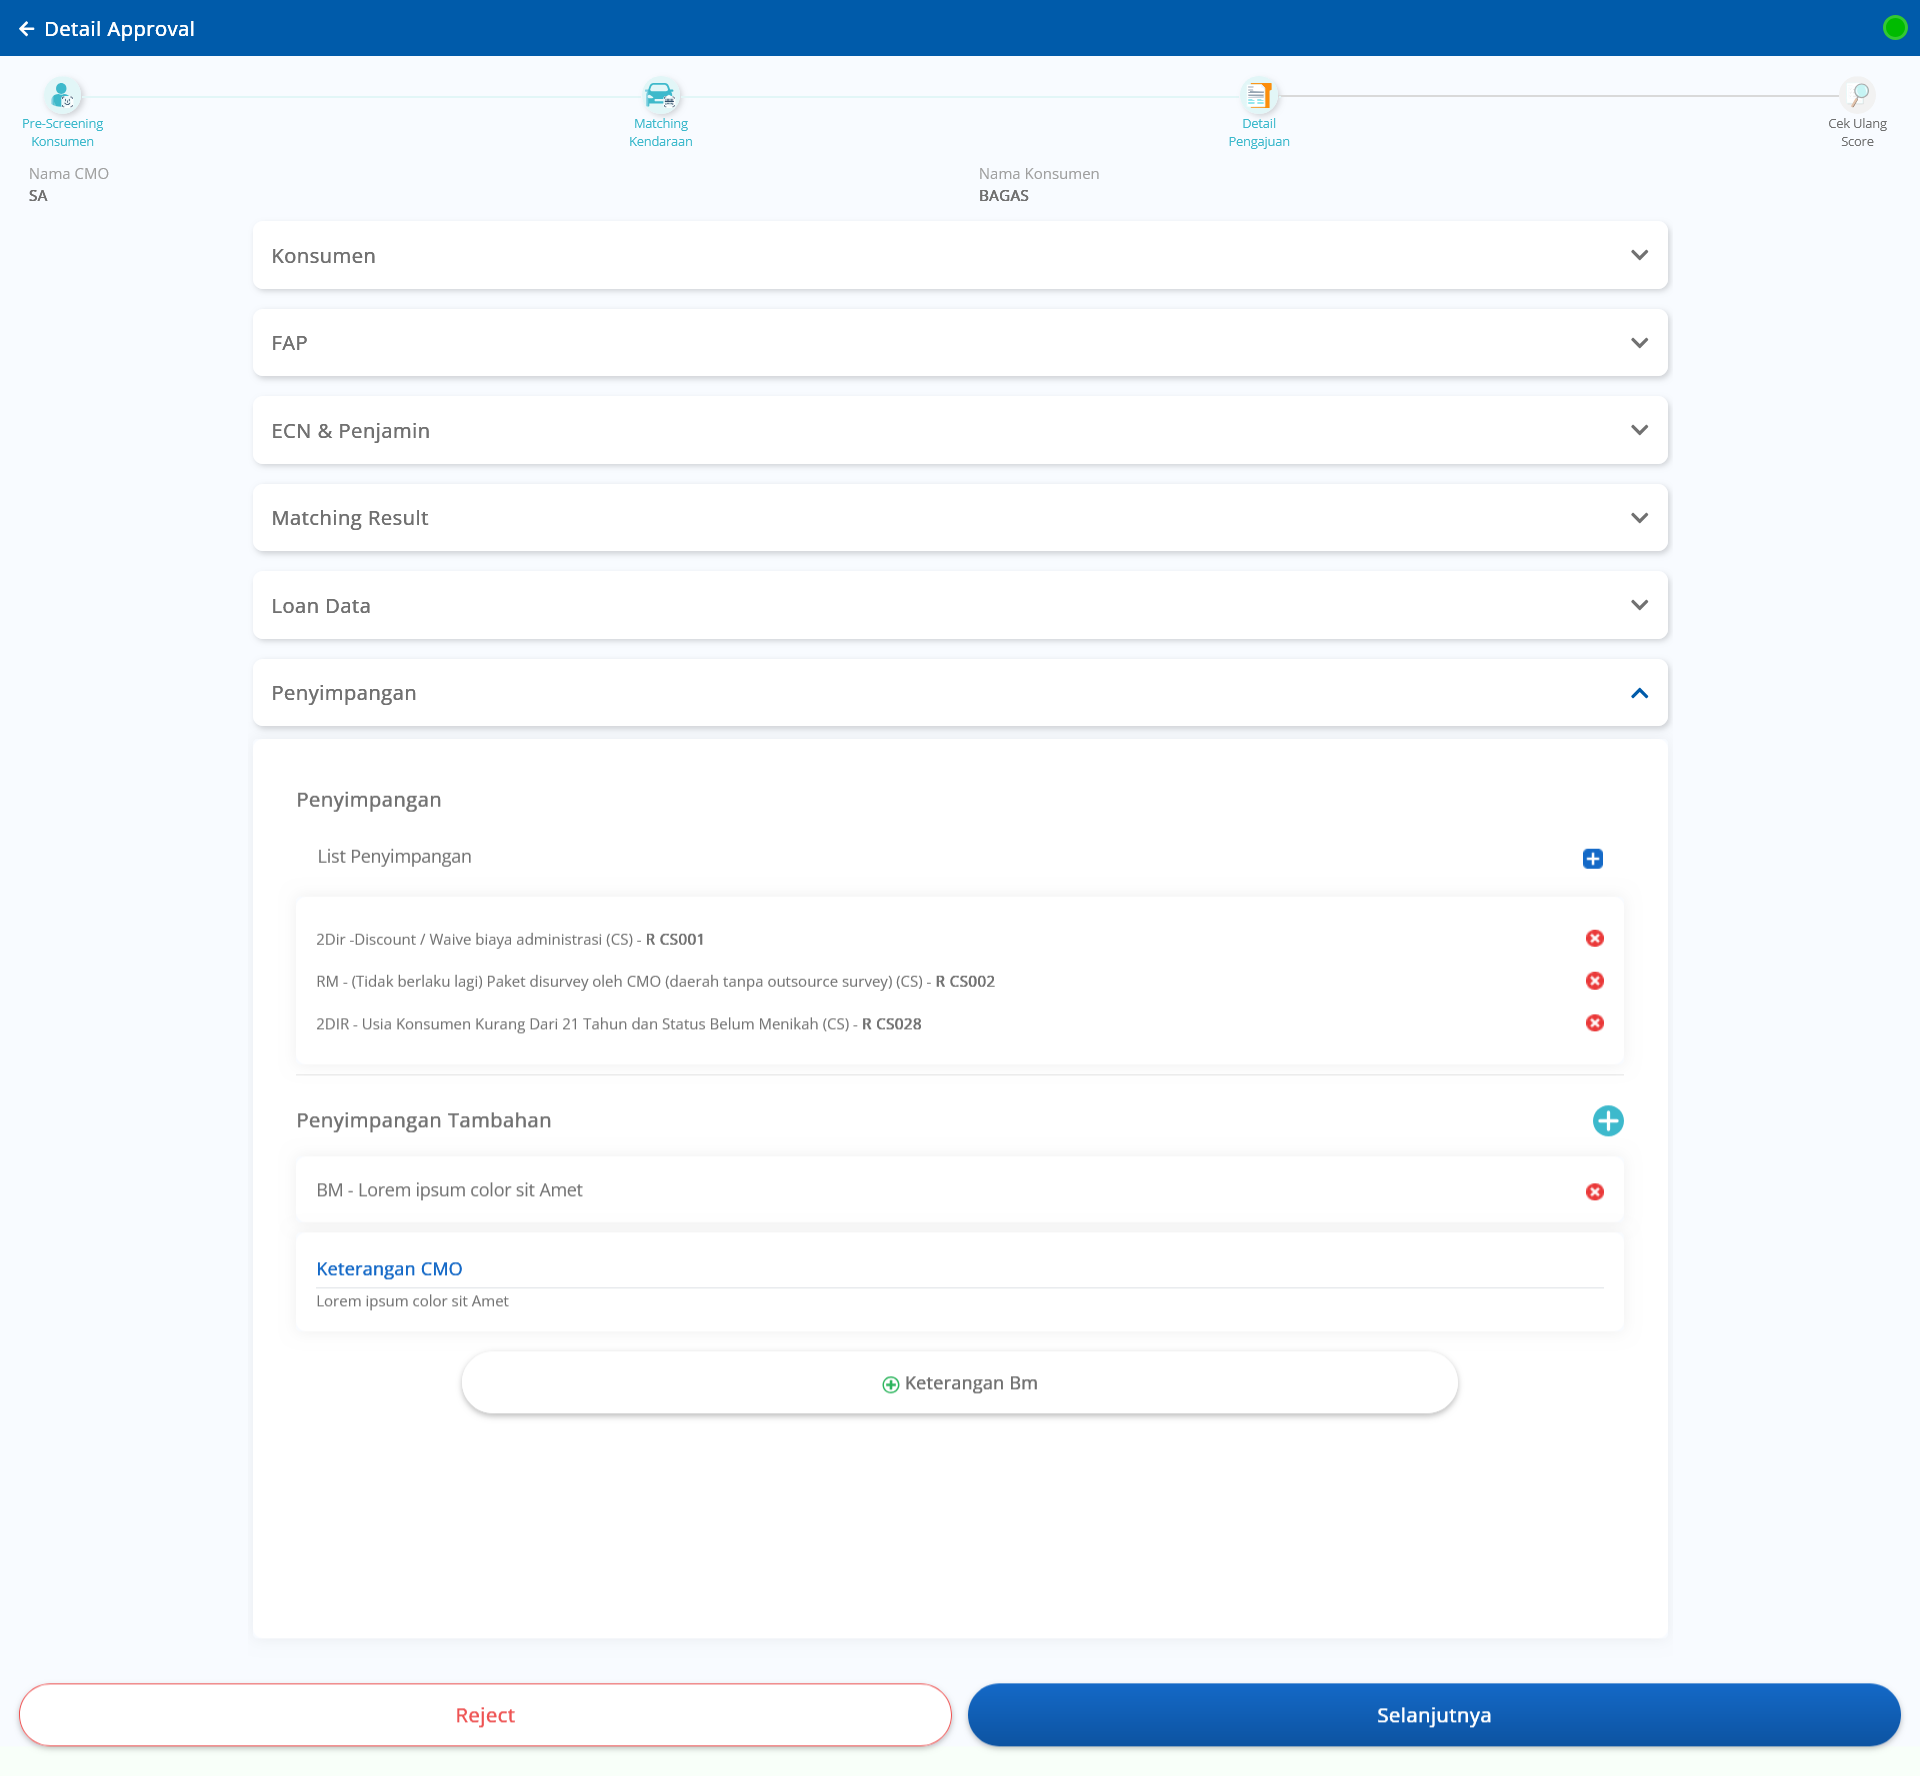 Detail Approval
Pre-Screening
Konsumen
Matching
Kendaraan
Detail
Pengajuan
Cek Ulang
Score
Nama CMO
SA
Nama Konsumen
BAGAS
Konsumen
FAP
ECN & Penjamin
Matching Result
Loan Data
Penyimpangan
Penyimpangan
List Penyimpangan
2Dir -Discount / Waive biaya administrasi (CS) - R CS001
RM - (Tidak berlaku lagi) Paket disurvey oleh CMO (daerah tanpa outsource survey) (CS) - R CS002
2DIR - Usia Konsumen Kurang Dari 21 Tahun dan Status Belum Menikah (CS) - R CS028
Penyimpangan Tambahan
BM - Lorem ipsum color sit Amet
Keterangan CMO
Lorem ipsum color sit Amet
Keterangan Bm
Reject
Selanjutnya